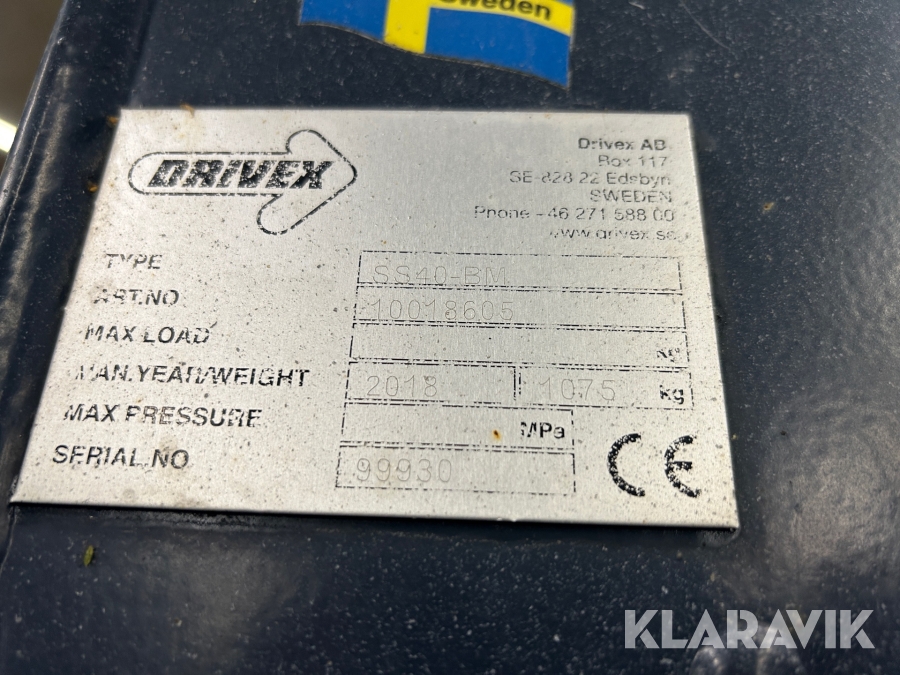 Sweden
DRIVEX
Drivex AB
Box 117
SE-828 22 Edsbyn
SWEDEN
Phone +46 271 588 00
www.drivex.se
TYPE SS40-BM
ART.NO 10018605
MAX LOAD kg
MAN.YEAR/WEIGHT 2018 1075 kg
MAX PRESSURE MPa
SERIAL NO 99930
CE
KLARAVIK